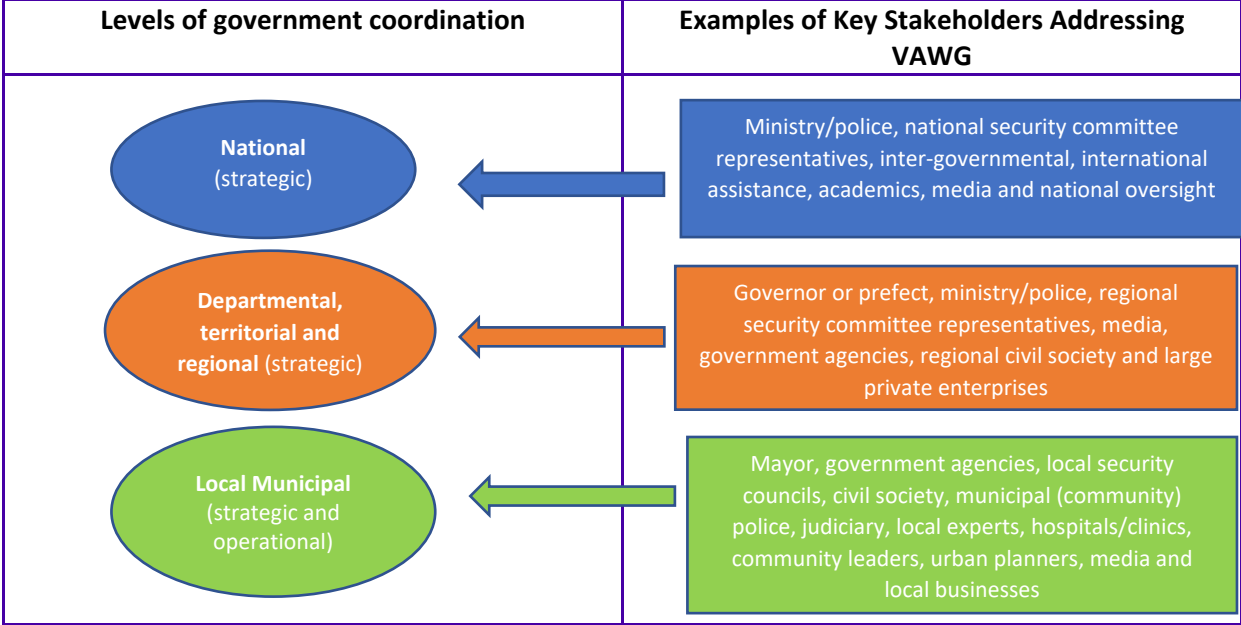 Levels of government coordination
Examples of Key Stakeholders Addressing
VAWG
National
(strategic)
Ministry/police, national security committee
representatives, inter-governmental, international
assistance, academics, media and national oversight
Departmental,
territorial and
regional (strategic)
Governor or prefect, ministry/police, regional
security committee representatives, media,
government agencies, regional civil society and large
private enterprises
Local Municipal
(strategic and
operational)
Mayor, government agencies, local security
councils, civil society, municipal (community)
police, judiciary, local experts, hospitals/clinics,
community leaders, urban planners, media and
local businesses